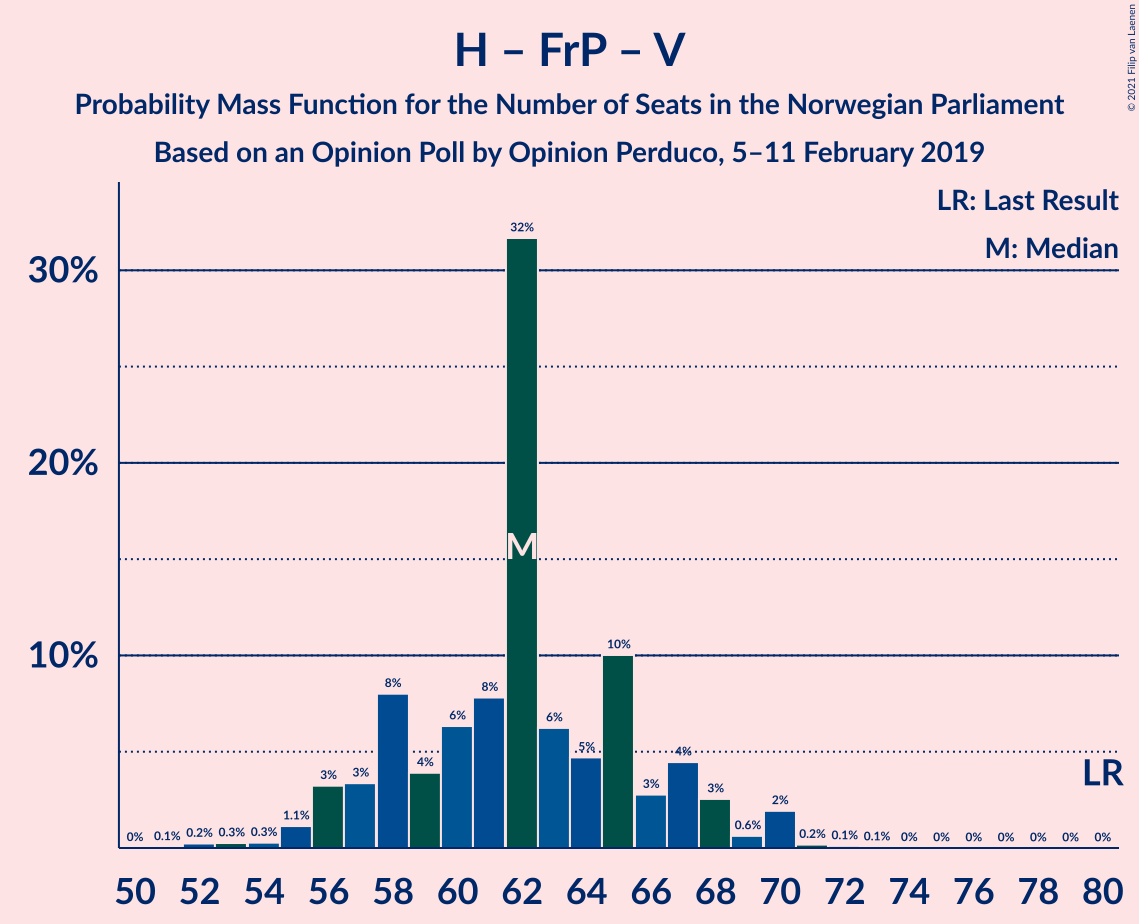 © 2021 Filip van Laenen
H – FrP – V
Probability Mass Function for the Number of Seats in the Norwegian Parliament
Based on an Opinion Poll by Opinion Perduco, 5–11 February 2019
LR: Last Result
M: Median
30%
20%
10%
0% 0.1% 0.2% 0.3% 0.3% 1.1% 3% 3% 8% 4% 6% 8% 32% 6% 5% 10% 3% 4% 3% 0.6% 2% 0.2% 0.1% 0.1% 0% 0% 0% 0% 0% 0% 0%
M
LR
50 52 54 56 58 60 62 64 66 68 70 72 74 76 78 80